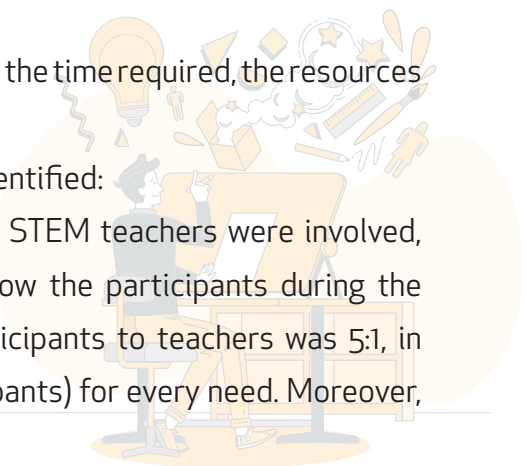 the time required, the resources
entified:
STEM teachers were involved,
ow the participants during the
icipants to teachers was 5:1, in
pants) for every need. Moreover,